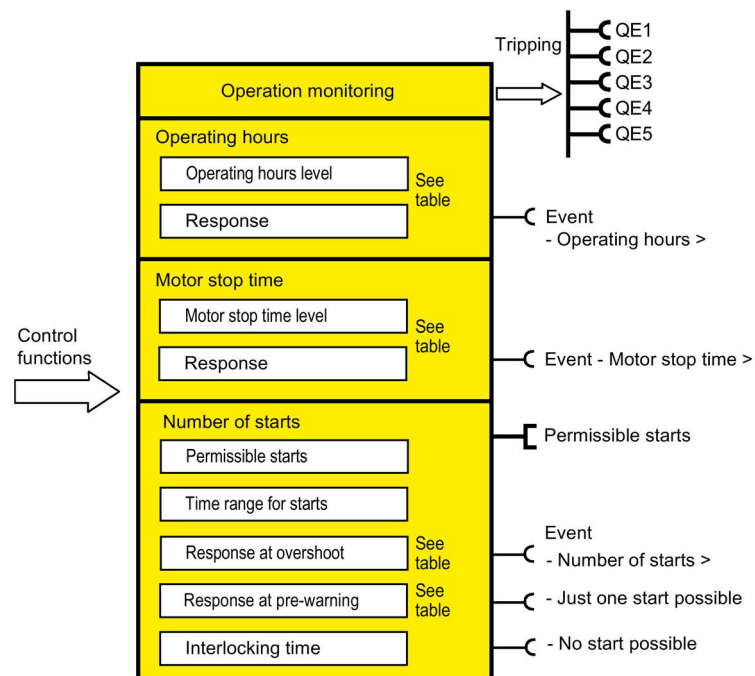 Tripping
QE1
QE2
QE3
QE4
QE5
Operation monitoring
Operating hours
Operating hours level
See
table
Response
Event
- Operating hours >
Motor stop time
Motor stop time level
See
table
Response
Event - Motor stop time >
Control
functions
Number of starts
Permissible starts
Permissible starts
Time range for starts
Response at overshoot
See
table
Event
- Number of starts >
Response at pre-warning
See
table
- Just one start possible
Interlocking time
- No start possible